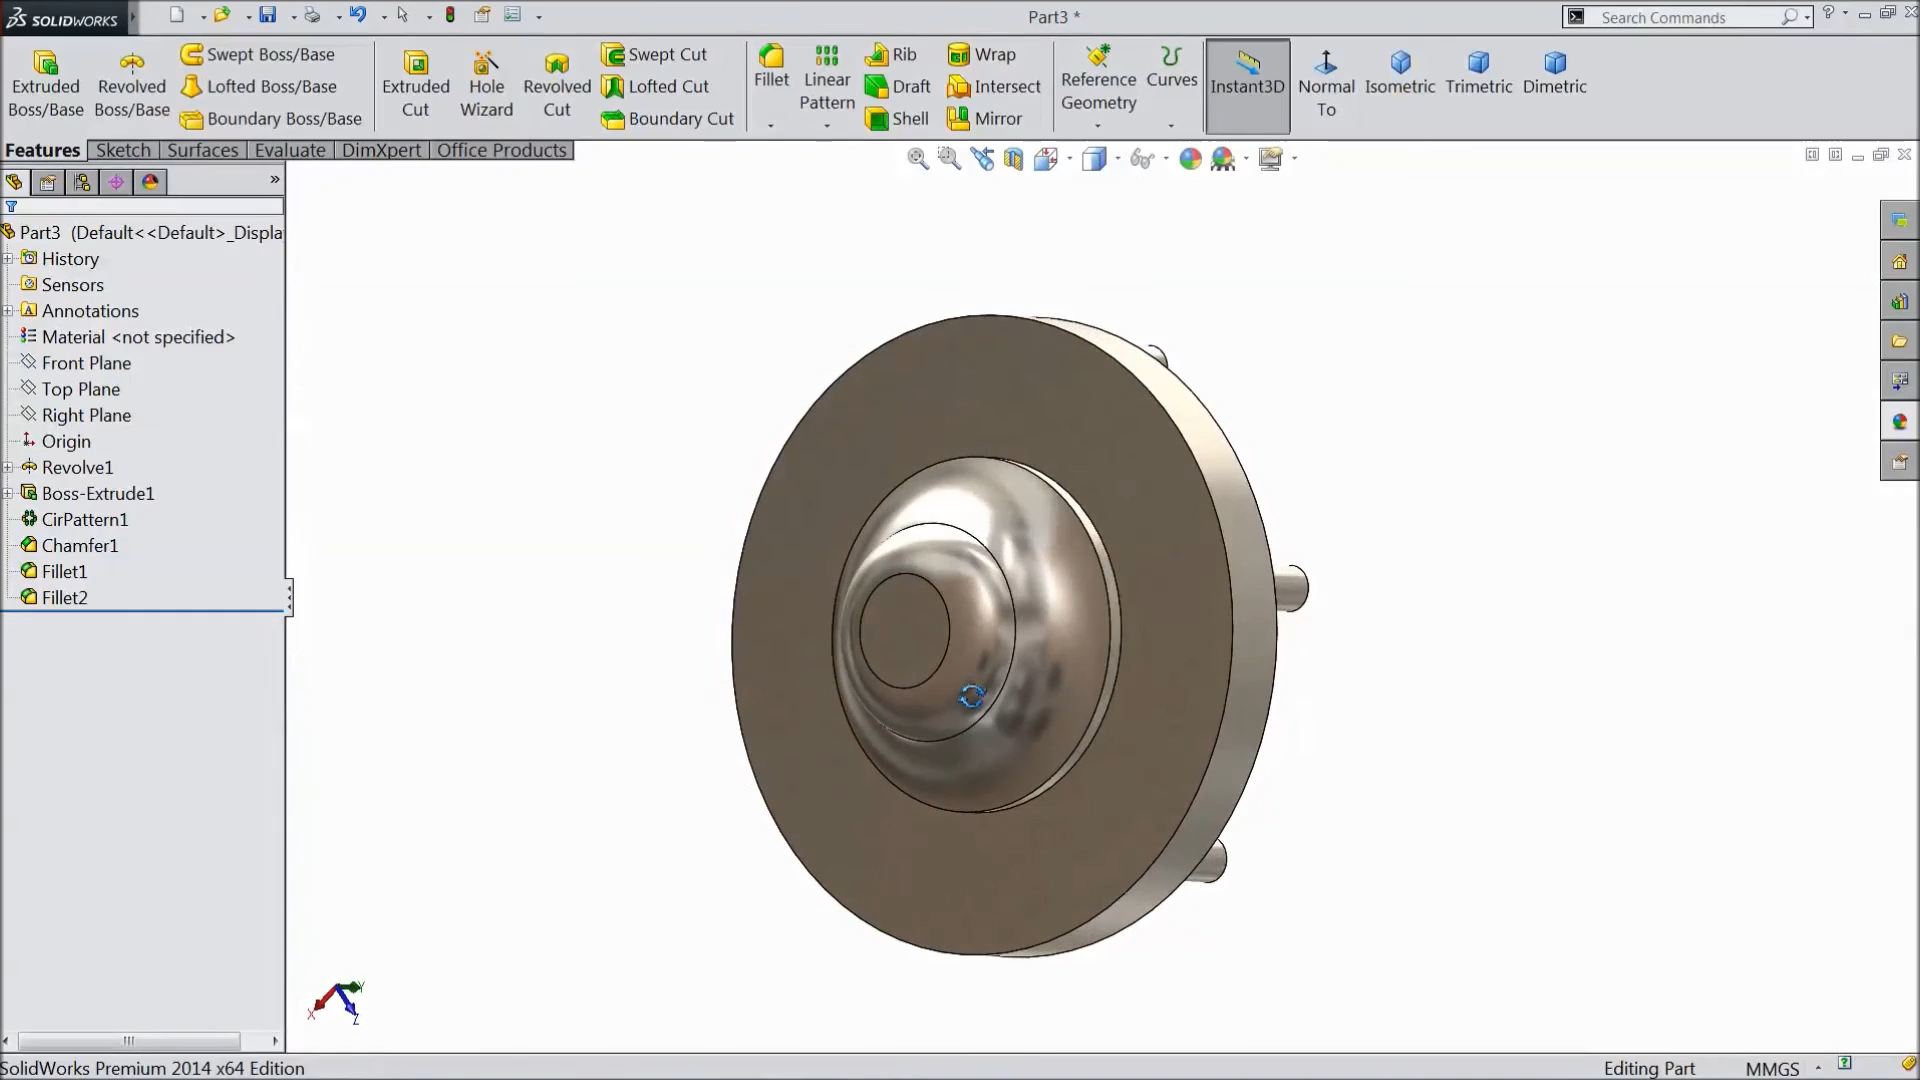 SOLIDWORKS
Part3 *
Search Commands
Extruded Boss/Base
Revolved Boss/Base
Swept Boss/Base
Lofted Boss/Base
Boundary Boss/Base
Extruded Cut
Hole Wizard
Revolved Cut
Swept Cut
Lofted Cut
Boundary Cut
Fillet
Linear Pattern
Rib
Draft
Shell
Wrap
Intersect
Mirror
Reference Geometry
Curves
Instant3D
Normal To
Isometric
Trimetric
Dimetric
Features
Sketch
Surfaces
Evaluate
DimXpert
Office Products
Part3 (Default<<Default>_Displa
History
Sensors
Annotations
Material <not specified>
Front Plane
Top Plane
Right Plane
Origin
Revolve1
Boss-Extrude1
CirPattern1
Chamfer1
Fillet1
Fillet2
X
Y
Z
SolidWorks Premium 2014 x64 Edition
Editing Part
MMGS